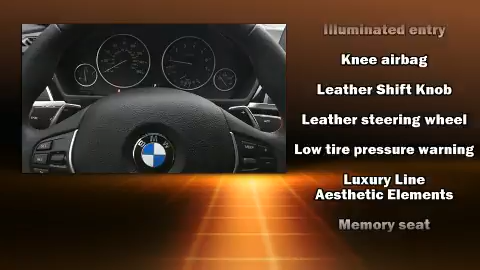 Illuminated entry
Knee airbag
Leather Shift Knob
Leather steering wheel
Low tire pressure warning
Luxury Line
Aesthetic Elements
Memory seat
BMW